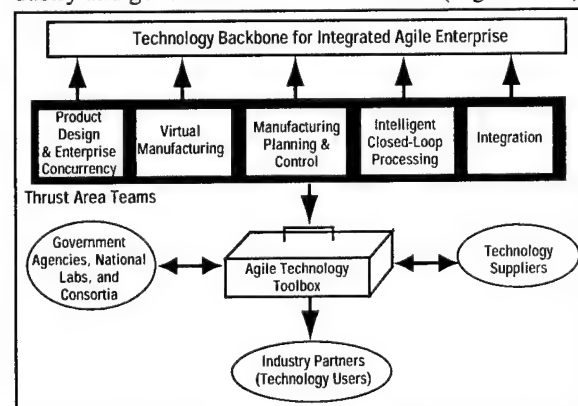 Technology Backbone for Integrated Agile Enterprise
Product
Design
& Enterprise
Concurrency
Virtual
Manufacturing
Manufacturing
Planning &
Control
Intelligent
Closed-Loop
Processing
Integration
Thrust Area Teams
Government
Agencies, National
Labs, and
Consortia
Agile Technology
Toolbox
Technology
Suppliers
Industry Partners
(Technology Users)